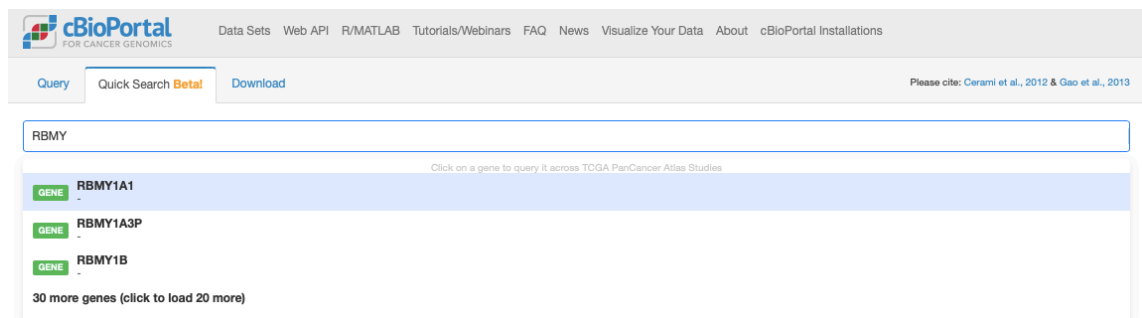 cBioPortal
FOR CANCER GENOMICS
Data Sets Web API R/MATLAB Tutorials/Webinars FAQ News Visualize Your Data About cBioPortal Installations
Query Quick Search Beta! Download Please cite: Cerami et al., 2012 & Gao et al., 2013
RBMY
Click on a gene to query it across TCGA PanCancer Atlas Studies
GENE RBMY1A1
-
GENE RBMY1A3P
-
GENE RBMY1B
-
30 more genes (click to load 20 more)